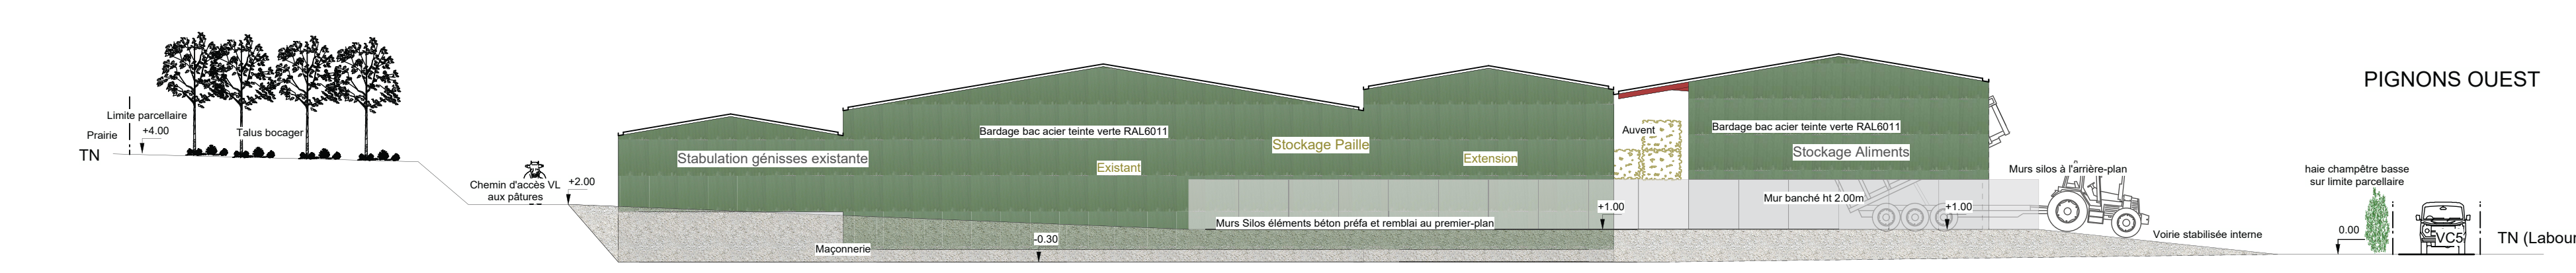 PIGNONS OUEST
Limite parcellaire
Prairie
+4.00
Talus bocager
TN
Chemin d'accès VL
aux pâtures
+2.00
Stabulation génisses existante
Bardage bac acier teinte verte RAL6011
Existant
Stockage Paille
Extension
Auvent
Bardage bac acier teinte verte RAL6011
Stockage Aliments
Murs silos à l'arrière-plan
Mur banché ht 2.00m
+1.00
+1.00
Murs Silos éléments béton préfa et remblai au premier-plan
Maçonnerie
-0.30
Voirie stabilisée interne
haie champêtre basse
sur limite parcellaire
0.00
VC5
TN (Labour